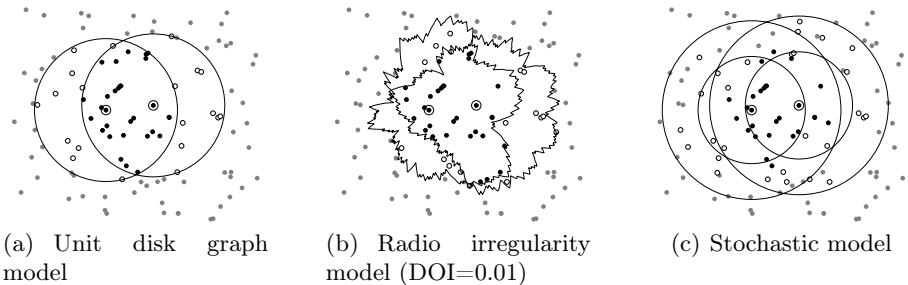 (a) Unit disk graph
model
(b) Radio irregularity
model (DOI=0.01)
(c) Stochastic model